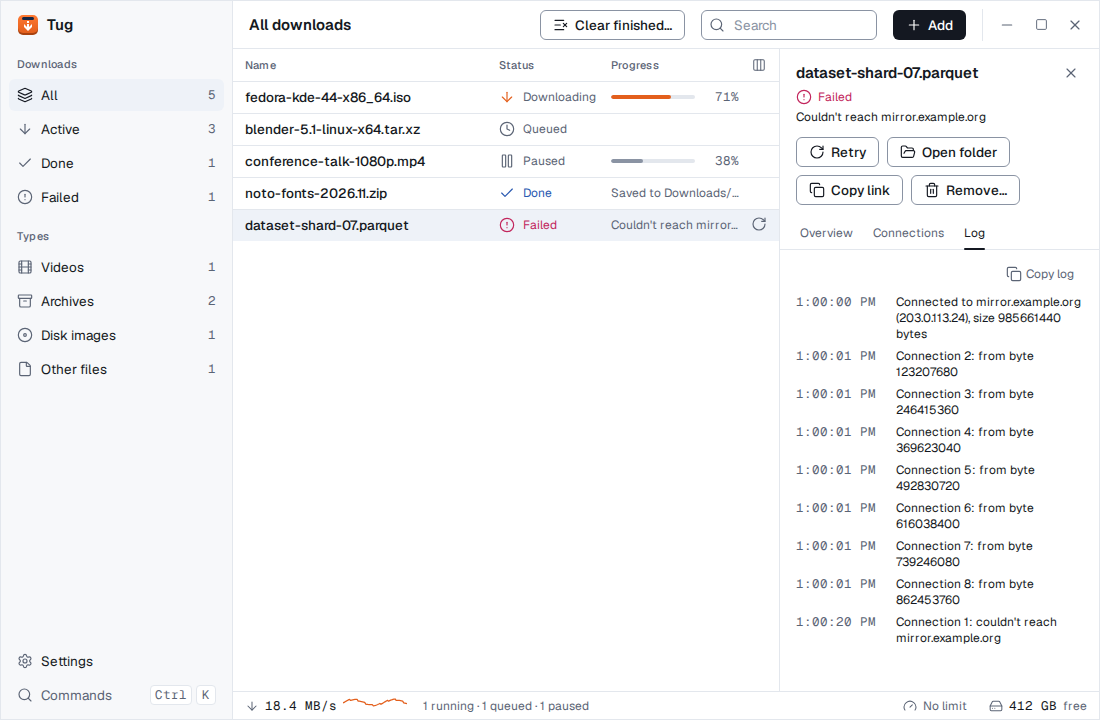 Tug
Downloads
All 5
Active 3
Done 1
Failed 1
Types
Videos 1
Archives 2
Disk images 1
Other files 1
Settings
Commands Ctrl K
All downloads
Clear finished…
Search
Add
Name Status Progress
fedora-kde-44-x86_64.iso Downloading 71%
blender-5.1-linux-x64.tar.xz Queued
conference-talk-1080p.mp4 Paused 38%
noto-fonts-2026.11.zip Done Saved to Downloads/…
dataset-shard-07.parquet Failed Couldn't reach mirror…
dataset-shard-07.parquet
Failed
Couldn't reach mirror.example.org
Retry Open folder
Copy link Remove…
Overview Connections Log
Copy log
1:00:00 PM Connected to mirror.example.org
(203.0.113.24), size 985661440
bytes
1:00:01 PM Connection 2: from byte
123207680
1:00:01 PM Connection 3: from byte
246415360
1:00:01 PM Connection 4: from byte
369623040
1:00:01 PM Connection 5: from byte
492830720
1:00:01 PM Connection 6: from byte
616038400
1:00:01 PM Connection 7: from byte
739246080
1:00:01 PM Connection 8: from byte
862453760
1:00:20 PM Connection 1: couldn't reach
mirror.example.org
18.4 MB/s 1 running · 1 queued · 1 paused No limit 412 GB free